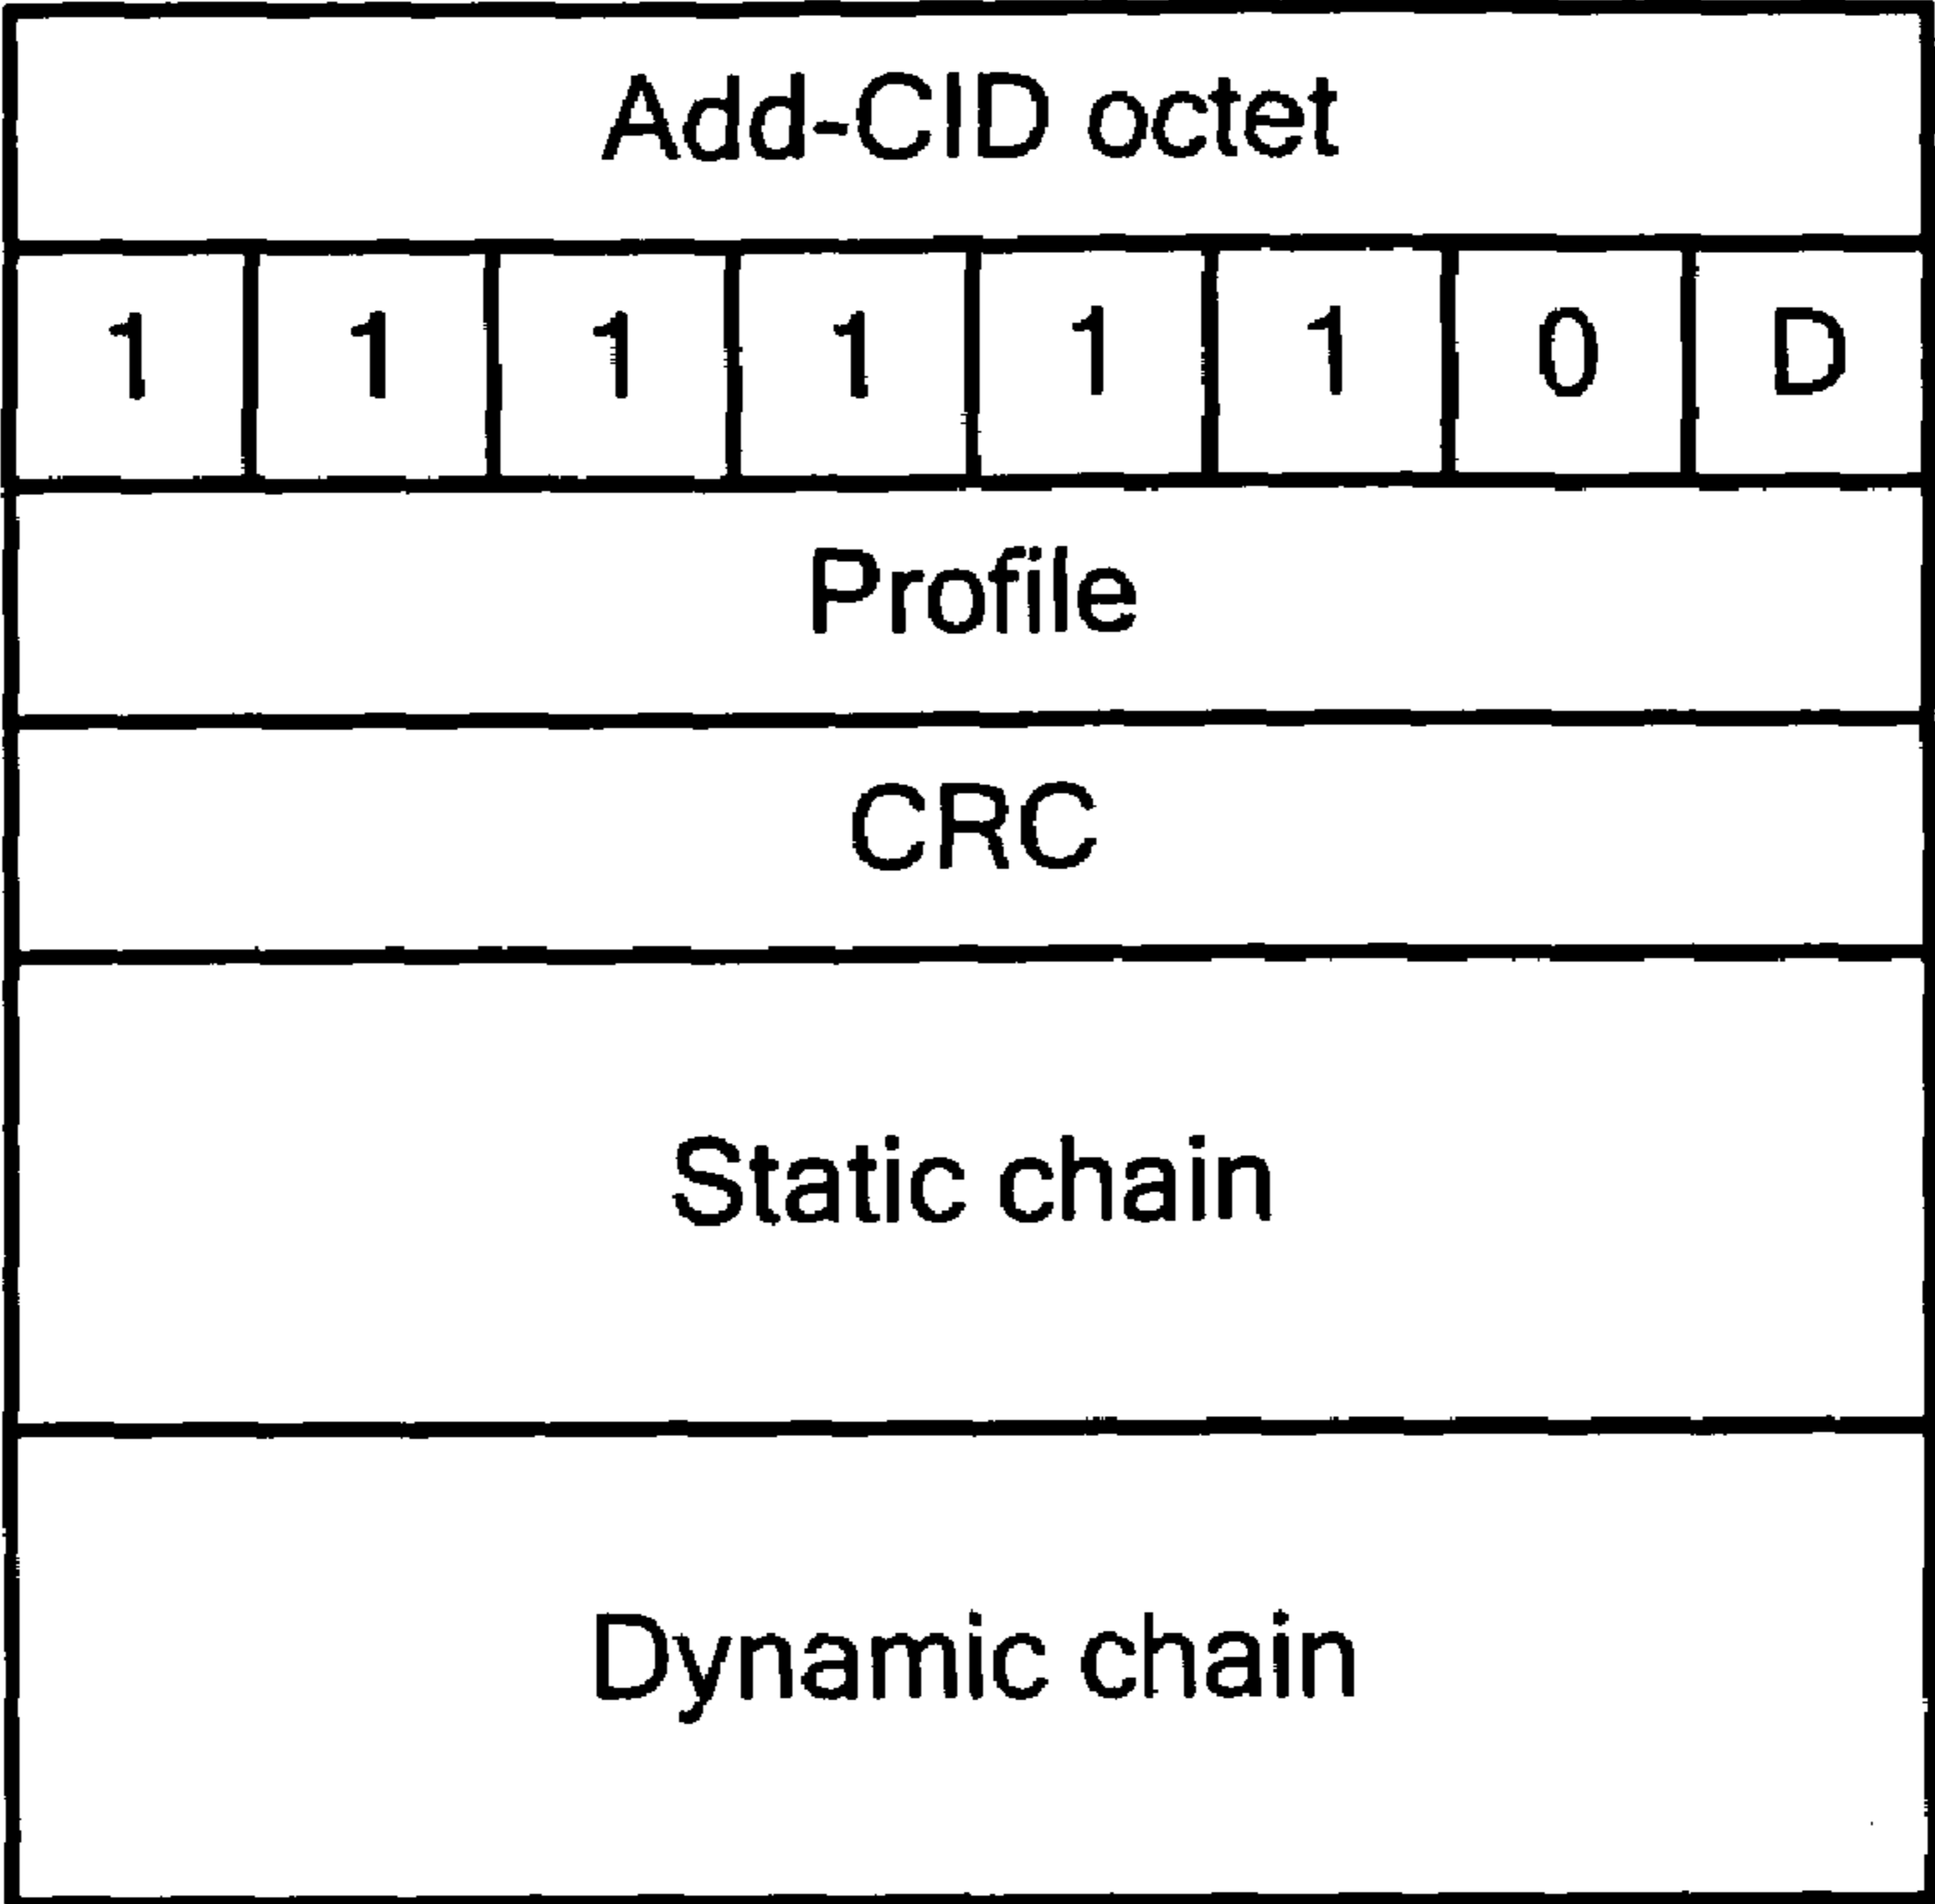 Add-CID octet
1 1 1 1 1 1 0 D
Profile
CRC
Static chain
Dynamic chain